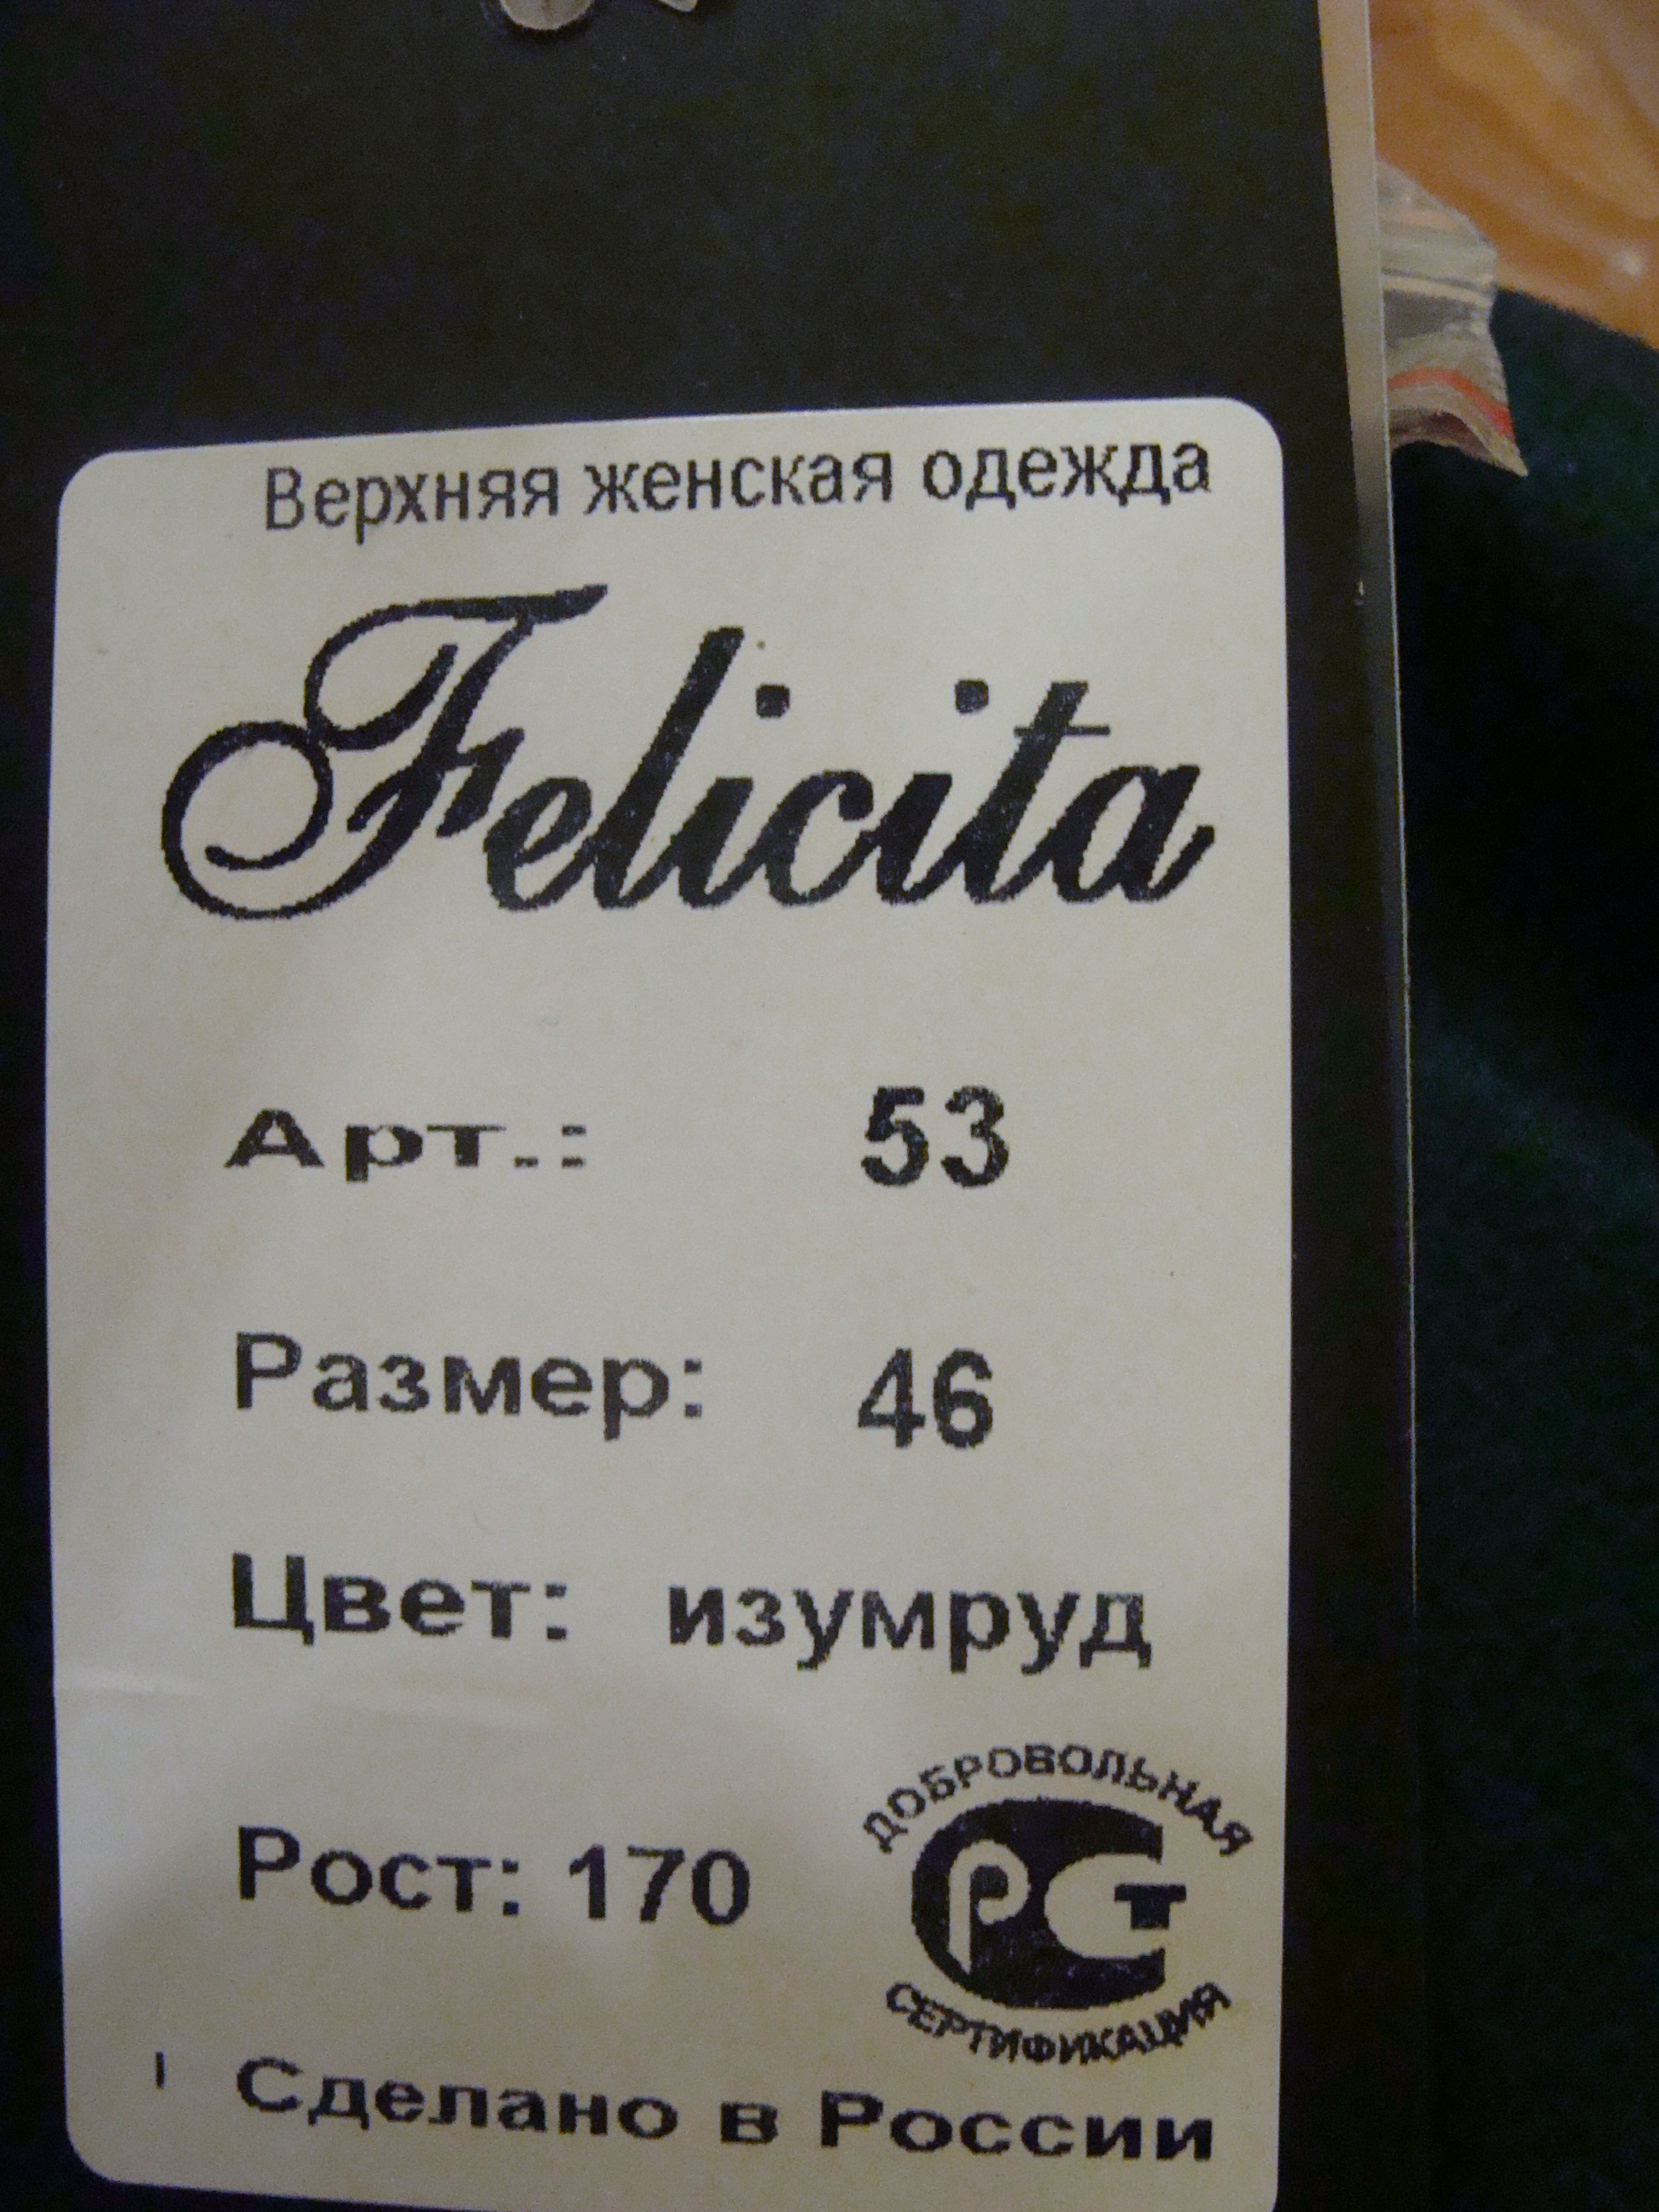 Верхняя женская одежда
Felicita
Арт.: 53
Размер: 46
Цвет: изумруд
Рост: 170
ДОБРОВОЛЬНАЯ
РСТ
СЕРТИФИКАЦИЯ
Сделано в России